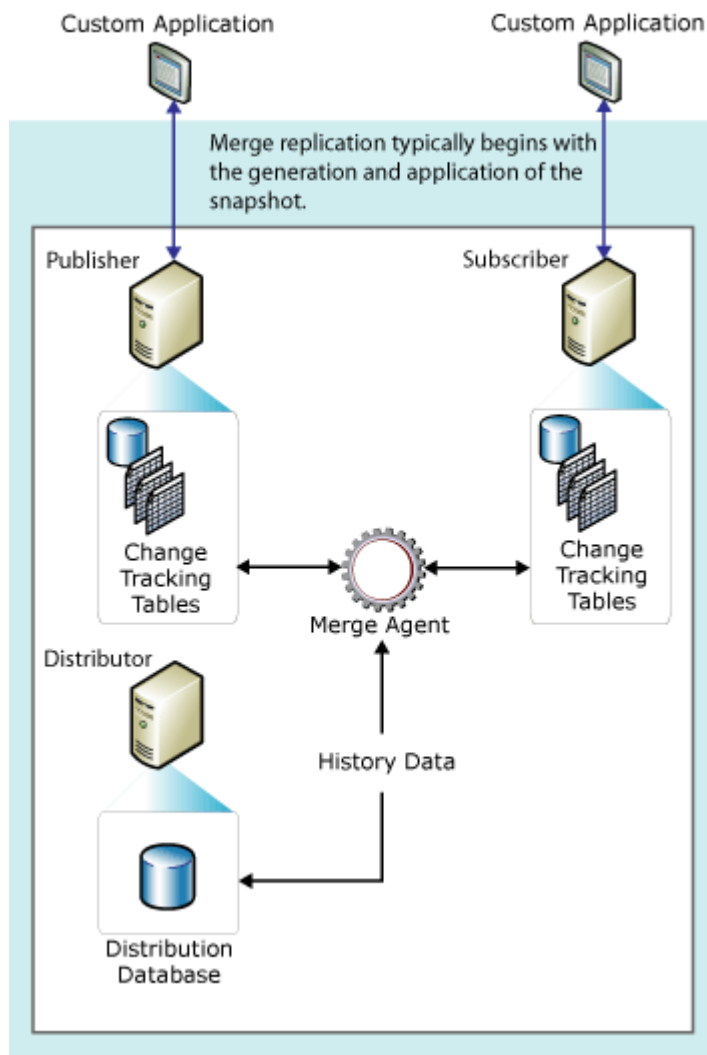 Custom Application
Custom Application
Merge replication typically begins with
the generation and application of the
snapshot.
Publisher
Subscriber
Change
Tracking
Tables
Change
Tracking
Tables
Merge Agent
Distributor
History Data
Distribution
Database